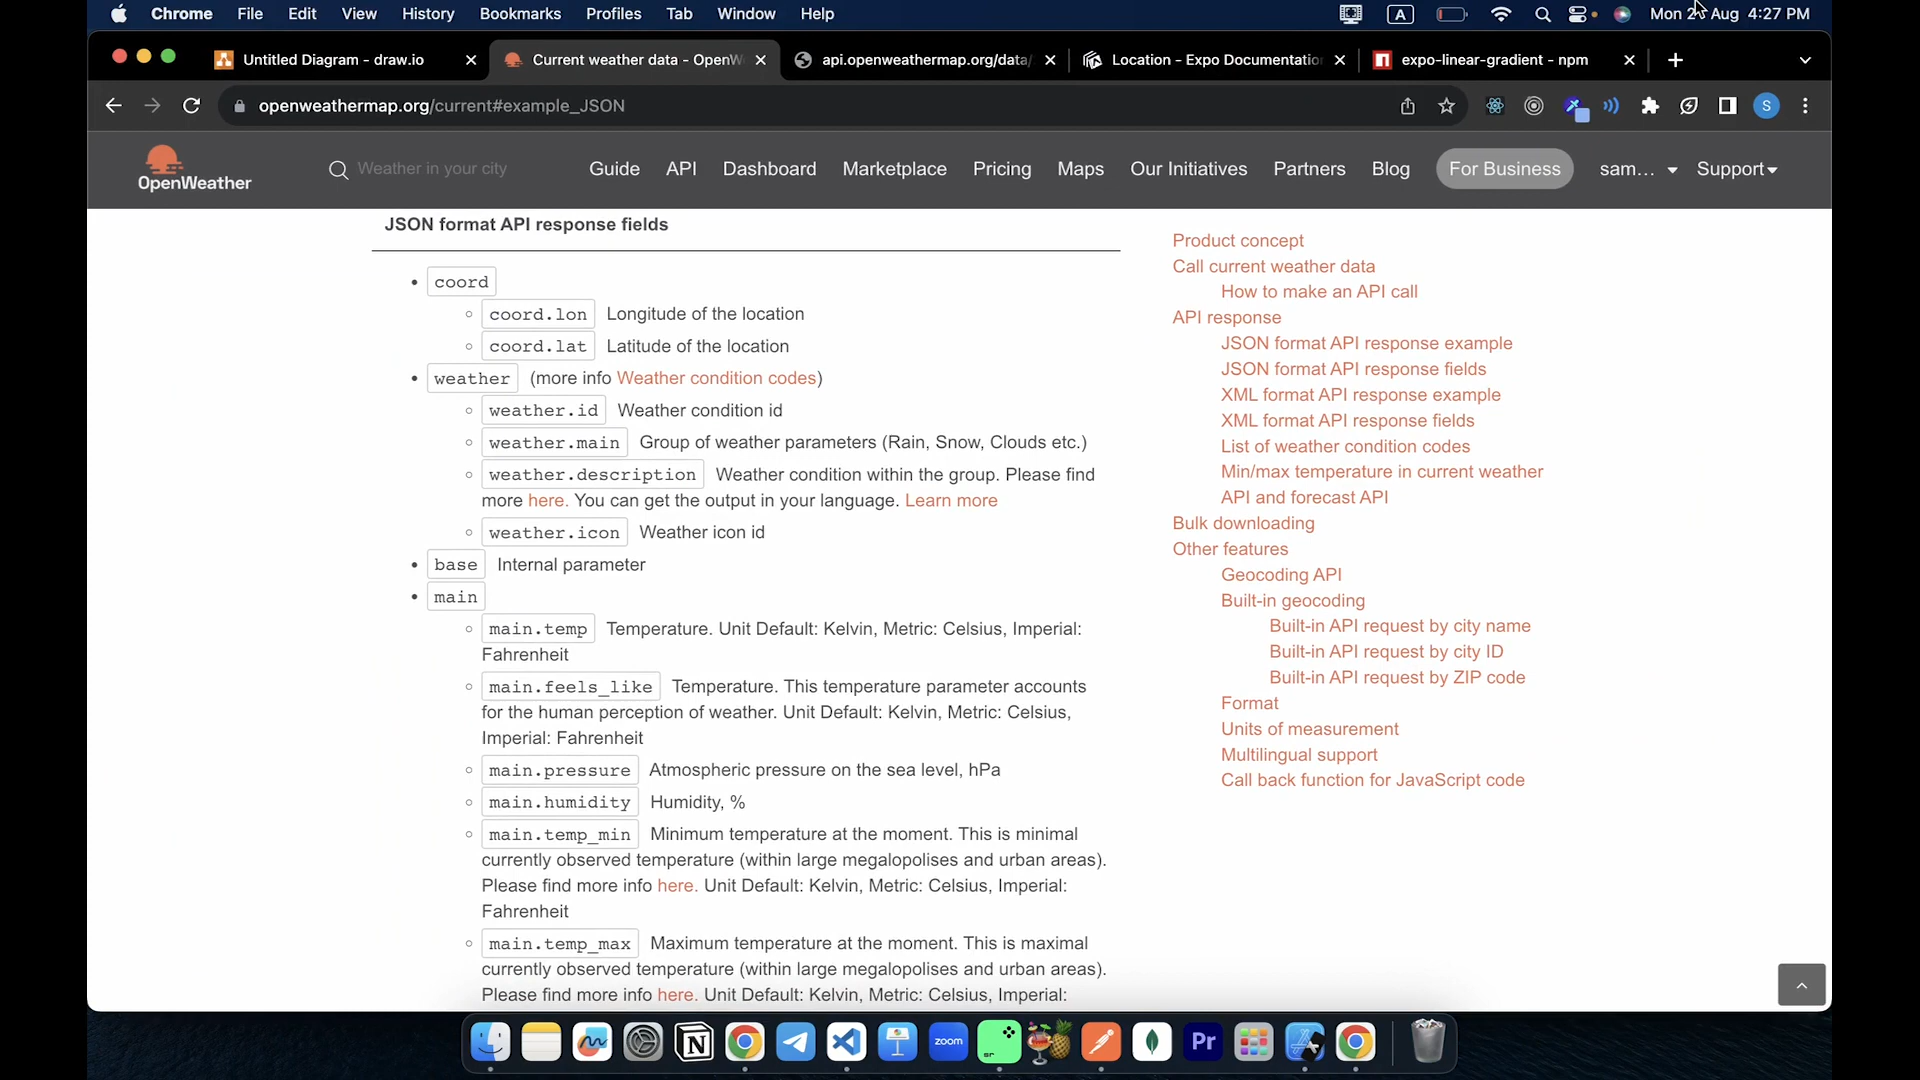 Chrome File Edit View History Bookmarks Profiles Tab Window Help A Mon Aug 4:27 PM
Untitled Diagram - draw.io Current weather data - OpenW api.openweathermap.org/data/ Location - Expo Documentatio expo-linear-gradient - npm
openweathermap.org/current#example_JSON S
OpenWeather Weather in your city Guide API Dashboard Marketplace Pricing Maps Our Initiatives Partners Blog For Business sam... Support
JSON format API response fields
coord
coord.lon Longitude of the location
coord.lat Latitude of the location
weather (more info Weather condition codes)
weather.id Weather condition id
weather.main Group of weather parameters (Rain, Snow, Clouds etc.)
weather.description Weather condition within the group. Please find
more here. You can get the output in your language. Learn more
weather.icon Weather icon id
base Internal parameter
main
main.temp Temperature. Unit Default: Kelvin, Metric: Celsius, Imperial:
Fahrenheit
main.feels_like Temperature. This temperature parameter accounts
for the human perception of weather. Unit Default: Kelvin, Metric: Celsius,
Imperial: Fahrenheit
main.pressure Atmospheric pressure on the sea level, hPa
main.humidity Humidity, %
main.temp_min Minimum temperature at the moment. This is minimal
currently observed temperature (within large megalopolises and urban areas).
Please find more info here. Unit Default: Kelvin, Metric: Celsius, Imperial:
Fahrenheit
main.temp_max Maximum temperature at the moment. This is maximal
currently observed temperature (within large megalopolises and urban areas).
Please find more info here. Unit Default: Kelvin, Metric: Celsius, Imperial:
Product concept
Call current weather data
How to make an API call
API response
JSON format API response example
JSON format API response fields
XML format API response example
XML format API response fields
List of weather condition codes
Min/max temperature in current weather
API and forecast API
Bulk downloading
Other features
Geocoding API
Built-in geocoding
Built-in API request by city name
Built-in API request by city ID
Built-in API request by ZIP code
Format
Units of measurement
Multilingual support
Call back function for JavaScript code
zoom sr Pr